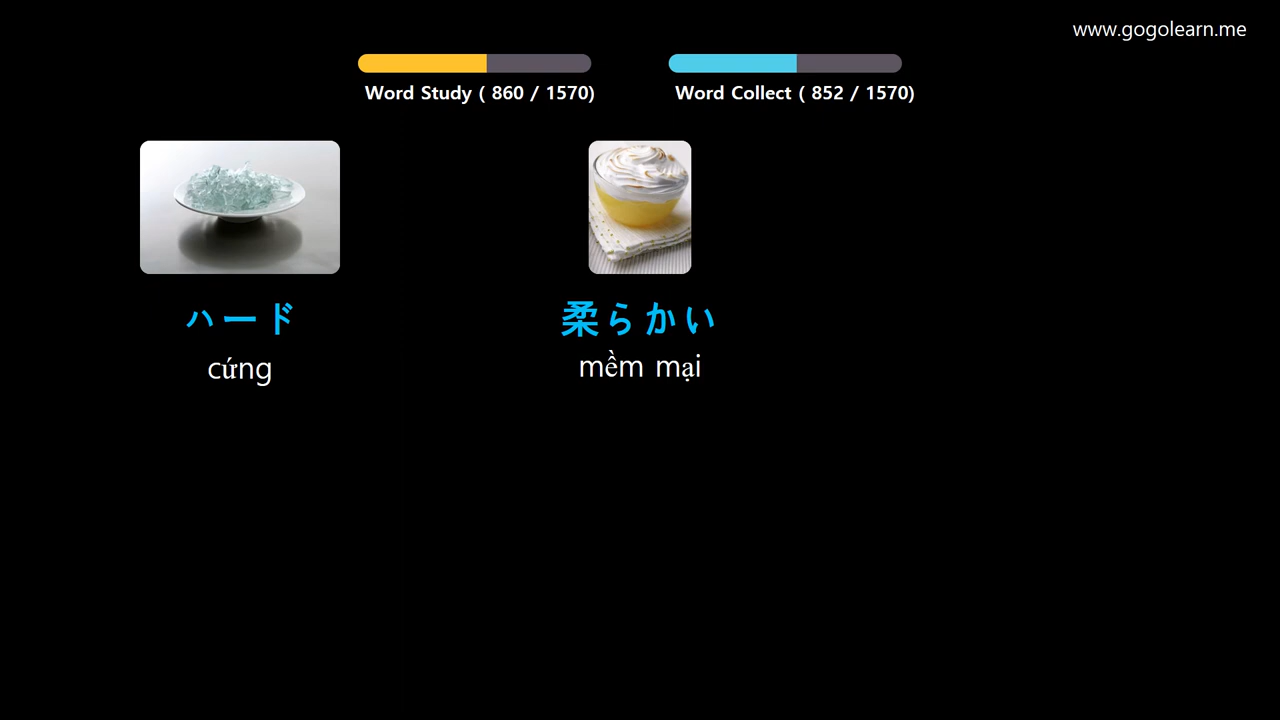 www.gogolearn.me
Word Study ( 860 / 1570)
Word Collect ( 852 / 1570)
ハード
柔らかい
cứng
mềm mại